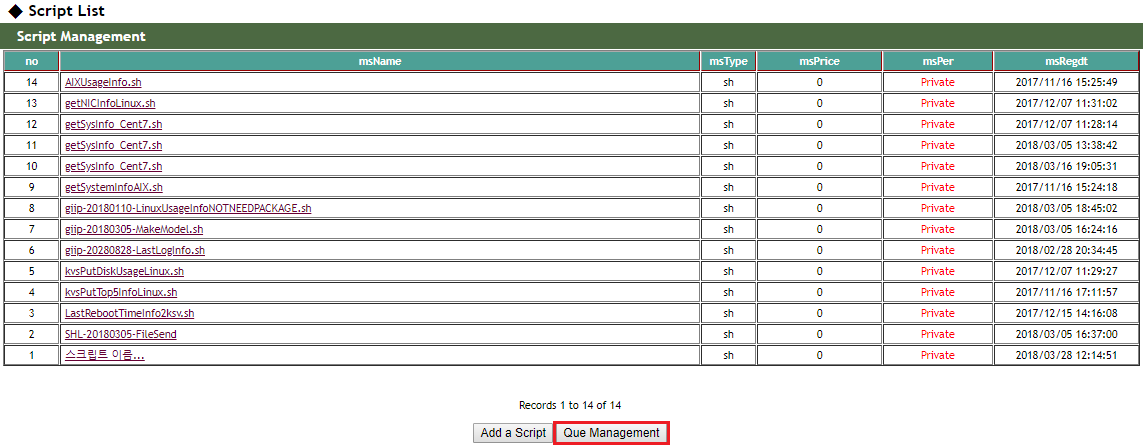 ◆ Script List
Script Management
no msName msType msPrice msPer msRegdt
14 AIXUsageInfo.sh sh 0 Private 2017/11/16 15:25:49
13 getNICInfoLinux.sh sh 0 Private 2017/12/07 11:31:02
12 getSysInfo_Cent7.sh sh 0 Private 2017/12/07 11:28:14
11 getSysInfo_Cent7.sh sh 0 Private 2018/03/05 13:38:42
10 getSysInfo_Cent7.sh sh 0 Private 2018/03/16 19:05:31
9 getSystemInfoAIX.sh sh 0 Private 2017/11/16 15:24:18
8 giip-20180110-LinuxUsageInfoNOTNEEDPACKAGE.sh sh 0 Private 2018/03/05 18:45:02
7 giip-20180305-MakeModel.sh sh 0 Private 2018/03/05 16:24:16
6 giip-20280828-LastLogInfo.sh sh 0 Private 2018/02/28 20:34:45
5 kvsPutDiskUsageLinux.sh sh 0 Private 2017/12/07 11:29:27
4 kvsPutTop5InfoLinux.sh sh 0 Private 2017/11/16 17:11:57
3 LastRebootTimeInfo2ksv.sh sh 0 Private 2017/12/15 14:16:08
2 SHL-20180305-FileSend sh 0 Private 2018/03/05 16:37:00
1 스크립트 이름... sh 0 Private 2018/03/28 12:14:51
Records 1 to 14 of 14
Add a Script Que Management